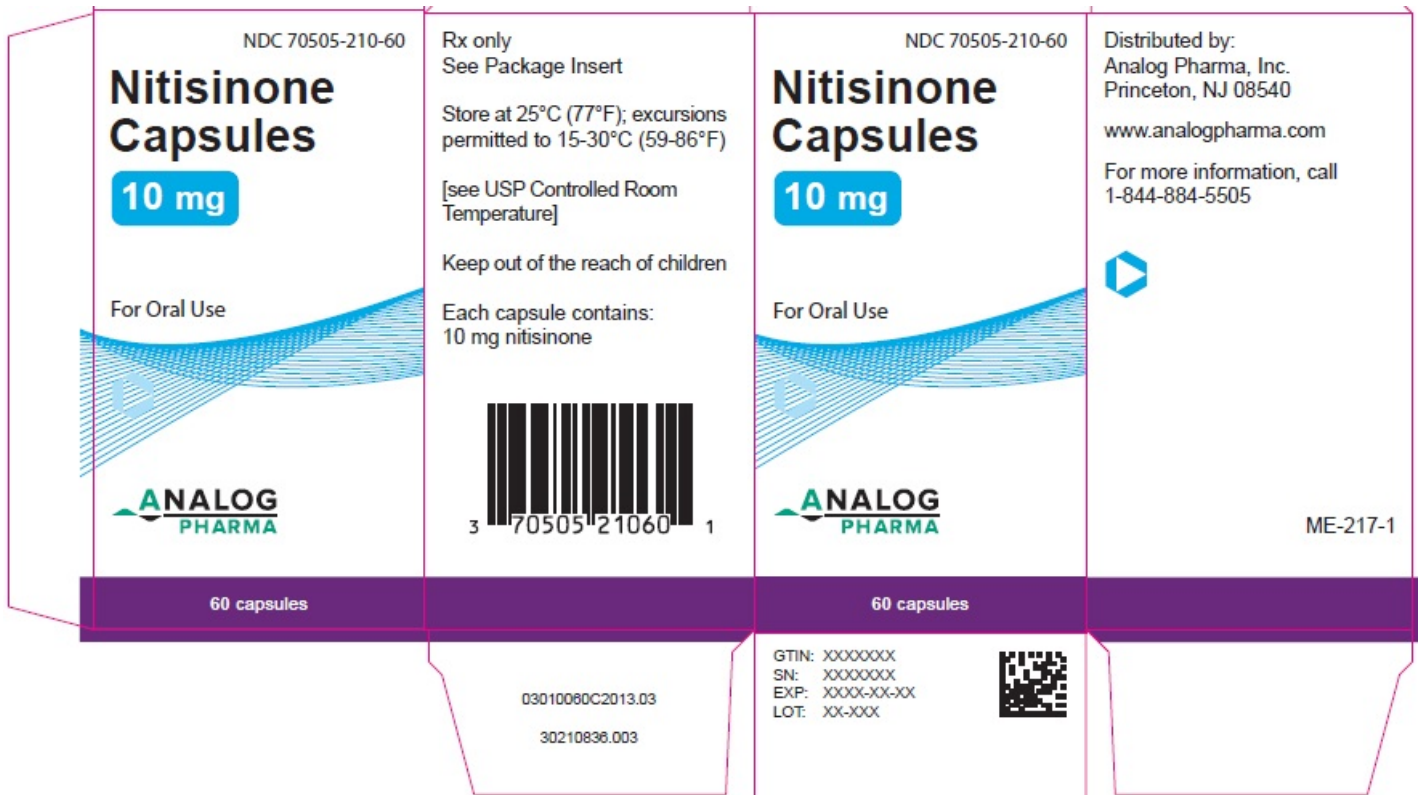 NDC 70505-210-60
Nitisinone
Capsules
10 mg
For Oral Use
ANALOG
PHARMA
60 capsules
Rx only
See Package Insert
Store at 25°C (77°F); excursions
permitted to 15-30°C (59-86°F)
[see USP Controlled Room
Temperature]
Keep out of the reach of children
Each capsule contains:
10 mg nitisinone
3 70505 21060 1
03010060C2013.03
30210836.003
NDC 70505-210-60
Nitisinone
Capsules
10 mg
For Oral Use
ANALOG
PHARMA
60 capsules
GTIN: XXXXXXX
SN: XXXXXXX
EXP: XXXX-XX-XX
LOT: XX-XXX
Distributed by:
Analog Pharma, Inc.
Princeton, NJ 08540
www.analogpharma.com
For more information, call
1-844-884-5505
ME-217-1